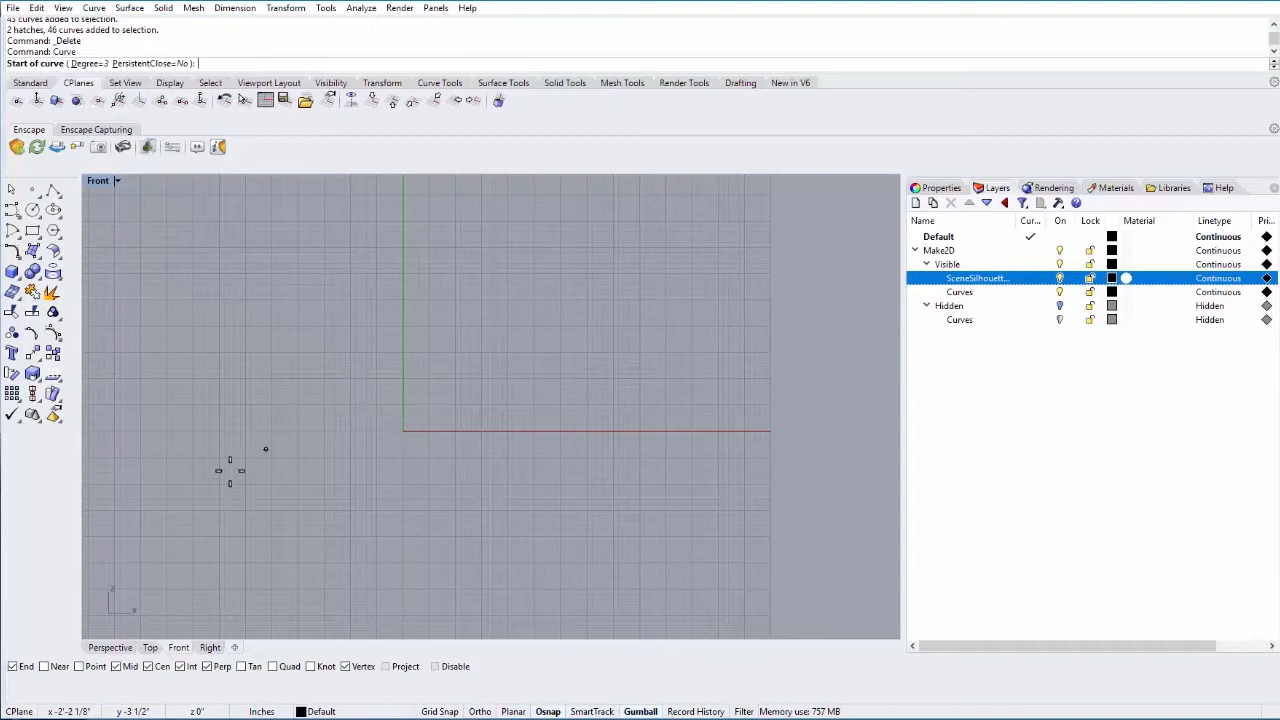 File Edit View Curve Surface Solid Mesh Dimension Transform Tools Analyze Render Panels Help
43 curves added to selection.
2 hatches, 46 curves added to selection.
Command: _Delete
Command: Curve
Start of curve ( Degree=3 PersistentClose=No ):
Standard CPlanes Set View Display Select Viewport Layout Visibility Transform Curve Tools Surface Tools Solid Tools Mesh Tools Render Tools Drafting New in V6
Enscape Enscape Capturing
Front
Properties Layers Rendering Materials Libraries Help
Name Cur... On Lock Material Linetype Pri...
Default Continuous
Make2D Continuous
Visible Continuous
SceneSilhouett... Continuous
Curves Continuous
Hidden Hidden
Curves Hidden
z
x
Perspective Top Front Right
End Near Point Mid Cen Int Perp Tan Quad Knot Vertex Project Disable
CPlane x -2'-2 1/8" y -3 1/2" z 0" Inches Default Grid Snap Ortho Planar Osnap SmartTrack Gumball Record History Filter Memory use: 757 MB